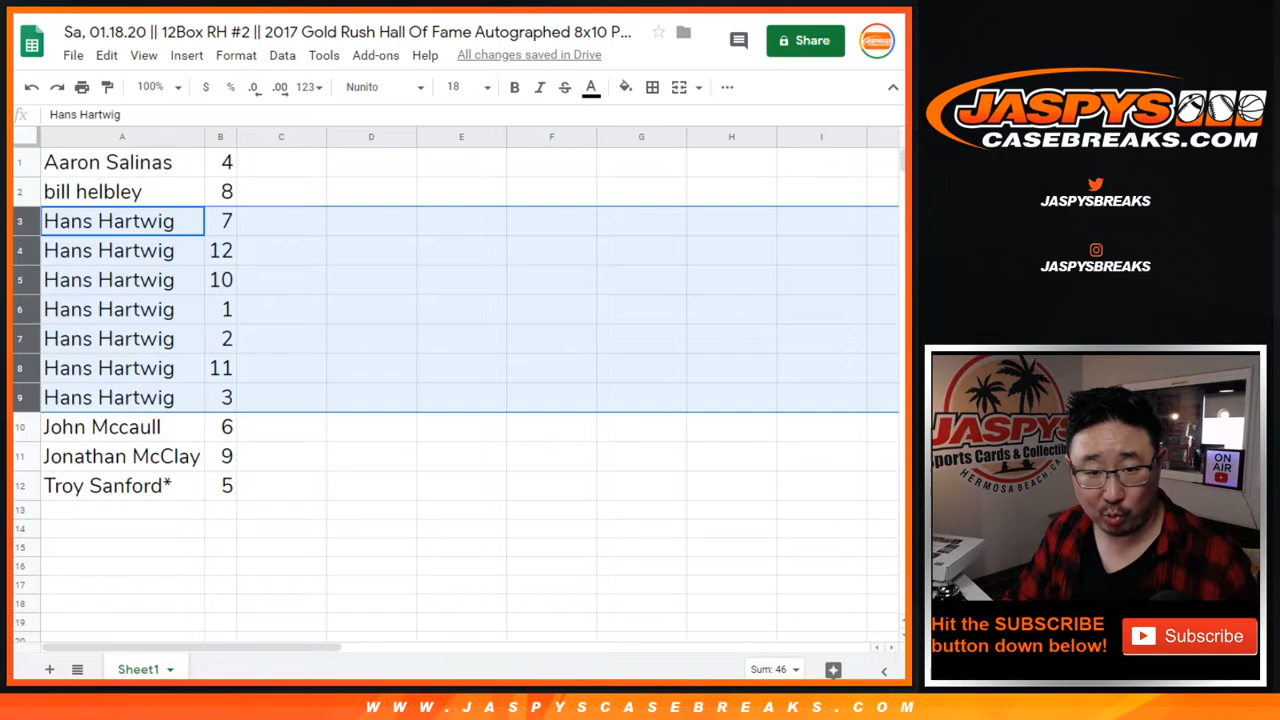 Sa, 01.18.20 || 12Box RH #2 || 2017 Gold Rush Hall Of Fame Autographed 8x10 P...
Share
File Edit View Insert Format Data Tools Add-ons Help All changes saved in Drive
100% $ % .0 .00 123 Nunito 18 B I S A
fx Hans Hartwig
A B C D E F G H I
1 Aaron Salinas 4
2 bill helbley 8
3 Hans Hartwig 7
4 Hans Hartwig 12
5 Hans Hartwig 10
6 Hans Hartwig 1
7 Hans Hartwig 2
8 Hans Hartwig 11
9 Hans Hartwig 3
10 John Mccaull 6
11 Jonathan McClay 9
12 Troy Sanford* 5
13
14
15
16
17
18
19
Sheet1
Sum: 46
JASPYS
CASEBREAKS.COM
JASPYSBREAKS
JASPYSBREAKS
JASPYS
Sports Cards & Collectib
HERMOSA BEACH, CA
ON
AIR
Hit the SUBSCRIBE
button down below!
Subscribe
WWW.JASPYSCASEBREAKS.COM